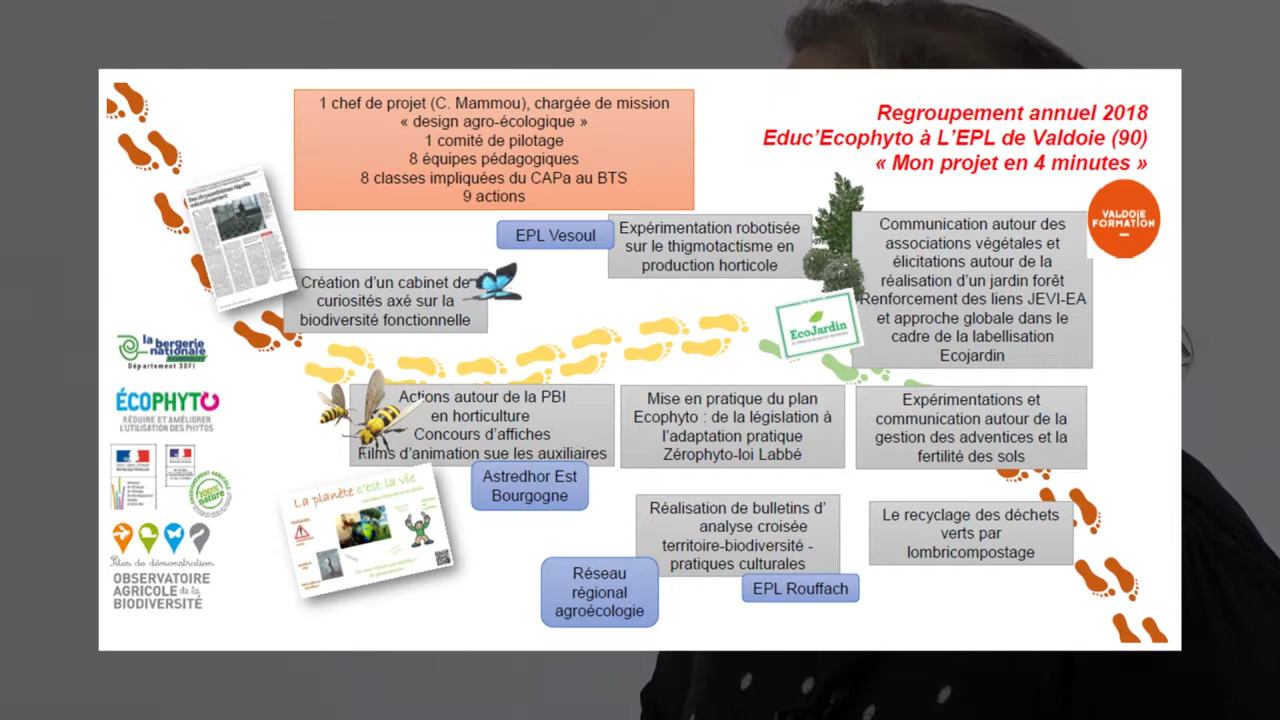 1 chef de projet (C. Mammou), chargée de mission
« design agro-écologique »
1 comité de pilotage
8 équipes pédagogiques
8 classes impliquées du CAPa au BTS
9 actions
Regroupement annuel 2018
Educ'Ecophyto à L'EPL de Valdoie (90)
« Mon projet en 4 minutes »
VALDOIE
FORMATION
Des chrysanthèmes régulés
mécaniquement
EPL Vesoul
Expérimentation robotisée
sur le thigmotactisme en
production horticole
Communication autour des
associations végétales et
élicitations autour de la
réalisation d'un jardin forêt
Renforcement des liens JEVI-EA
et approche globale dans le
cadre de la labellisation
Ecojardin
Création d'un cabinet de
curiosités axé sur la
biodiversité fonctionnelle
EcoJardin
la bergerie
nationale
Département 3DFI
ÉCOPHYTO
RÉDUIRE ET AMÉLIORER
L'UTILISATION DES PHYTOS
Actions autour de la PBI
en horticulture
Concours d'affiches
Films d'animation sue les auxiliaires
Mise en pratique du plan
Ecophyto : de la législation à
l'adaptation pratique
Zérophyto-loi Labbé
Expérimentations et
communication autour de la
gestion des adventices et la
fertilité des sols
Astredhor Est
Bourgogne
La planète c'est la vie
100%
nature
Réalisation de bulletins d'
analyse croisée
territoire-biodiversité -
pratiques culturales
Le recyclage des déchets
verts par
lombricompostage
Réseau
régional
agroécologie
EPL Rouffach
Sites de démonstration
OBSERVATOIRE
AGRICOLE de la
BIODIVERSITÉ